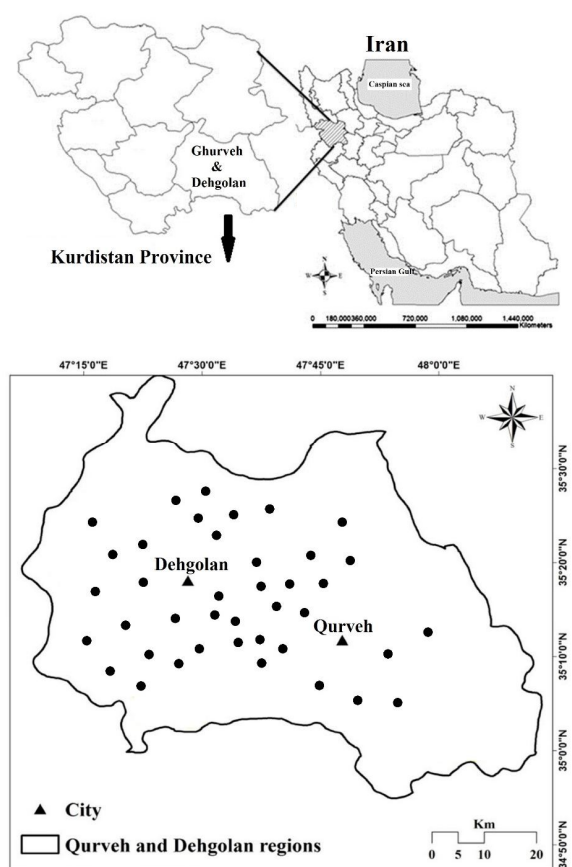 Iran
Caspian sea
Ghurveh
&
Dehgolan
Kurdistan Province
Persian Gulf
N
W E
S
0 180,000360,000 720,000 1,080,000 1,440,000
Kilometers
47°15'0"E 47°30'0"E 47°45'0"E 48°0'0"E
N
W E
S
35°30'0"N
35°20'0"N
35°10'0"N
35°0'0"N
34°50'0"N
Dehgolan
Qurveh
City
Qurveh and Dehgolan regions
Km
0 5 10 20